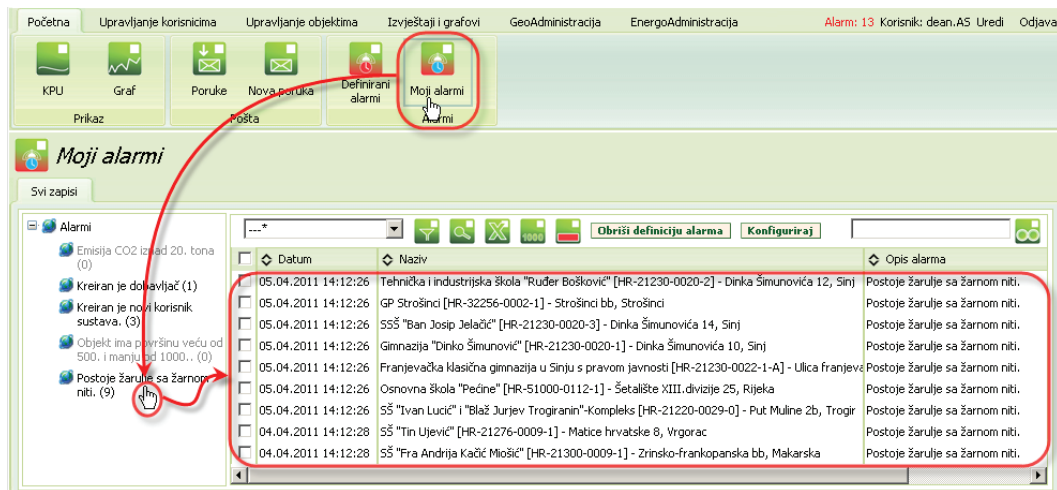 Početna Upravljanje korisnicima Upravljanje objektima Izvještaji i grafovi GeoAdministracija EnergoAdministracija Alarm: 13 Korisnik: dean.AS Uredi Odjava
KPU Graf Poruke Nova poruka Definirani alarmi Moji alarmi
Prikaz Pošta Alarmi
Moji alarmi
Svi zapisi
Alarmi
Emisija CO2 iznad 20. tona
(0)
Kreiran je dobavljač (1)
Kreiran je novi korisnik
sustava. (3)
Objekt ima površinu veću od
500. i manju od 1000.. (0)
Postoje žarulje sa žarnom
niti. (9)
---* 1000 Obriši definiciju alarma Konfiguriraj
Datum Naziv Opis alarma
05.04.2011 14:12:26 Tehnička i industrijska škola "Ruđer Bošković" [HR-21230-0020-2] - Dinka Šimunovića 12, Sinj Postoje žarulje sa žarnom niti.
05.04.2011 14:12:26 GP Strošinci [HR-32256-0002-1] - Strošinci bb, Strošinci Postoje žarulje sa žarnom niti.
05.04.2011 14:12:26 SSŠ "Ban Josip Jelačić" [HR-21230-0020-3] - Dinka Šimunovića 14, Sinj Postoje žarulje sa žarnom niti.
05.04.2011 14:12:26 Gimnazija "Dinko Šimunović" [HR-21230-0020-1] - Dinka Šimunovića 10, Sinj Postoje žarulje sa žarnom niti.
05.04.2011 14:12:26 Franjevačka klasična gimnazija u Sinju s pravom javnosti [HR-21230-0022-1-A] - Ulica franjeva Postoje žarulje sa žarnom niti.
05.04.2011 14:12:26 Osnovna škola "Pećine" [HR-51000-0112-1] - Šetalište XIII.divizije 25, Rijeka Postoje žarulje sa žarnom niti.
05.04.2011 14:12:26 SŠ "Ivan Lucić" i "Blaž Jurjev Trogiranin"-Kompleks [HR-21220-0029-0] - Put Muline 2b, Trogir Postoje žarulje sa žarnom niti.
04.04.2011 14:12:28 SŠ "Tin Ujević" [HR-21276-0009-1] - Matice hrvatske 8, Vrgorac Postoje žarulje sa žarnom niti.
04.04.2011 14:12:28 SŠ "Fra Andrija Kačić Miošić" [HR-21300-0009-1] - Zrinsko-frankopanska bb, Makarska Postoje žarulje sa žarnom niti.